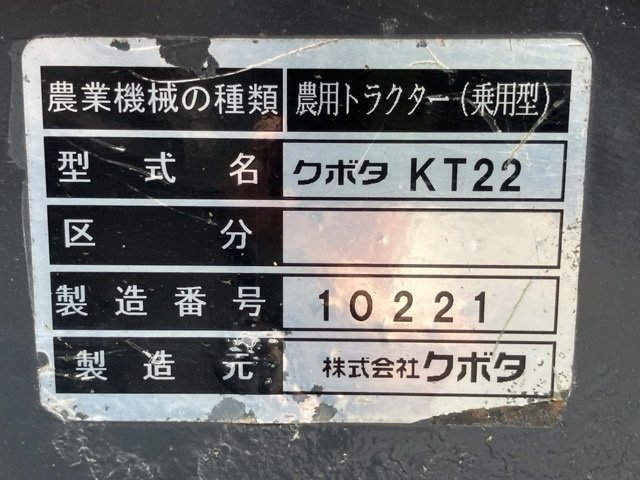 農業機械の種類 農用トラクター(乗用型)
型式名 クボタ KT22
区分
製造番号 10221
製造元 株式会社クボタ